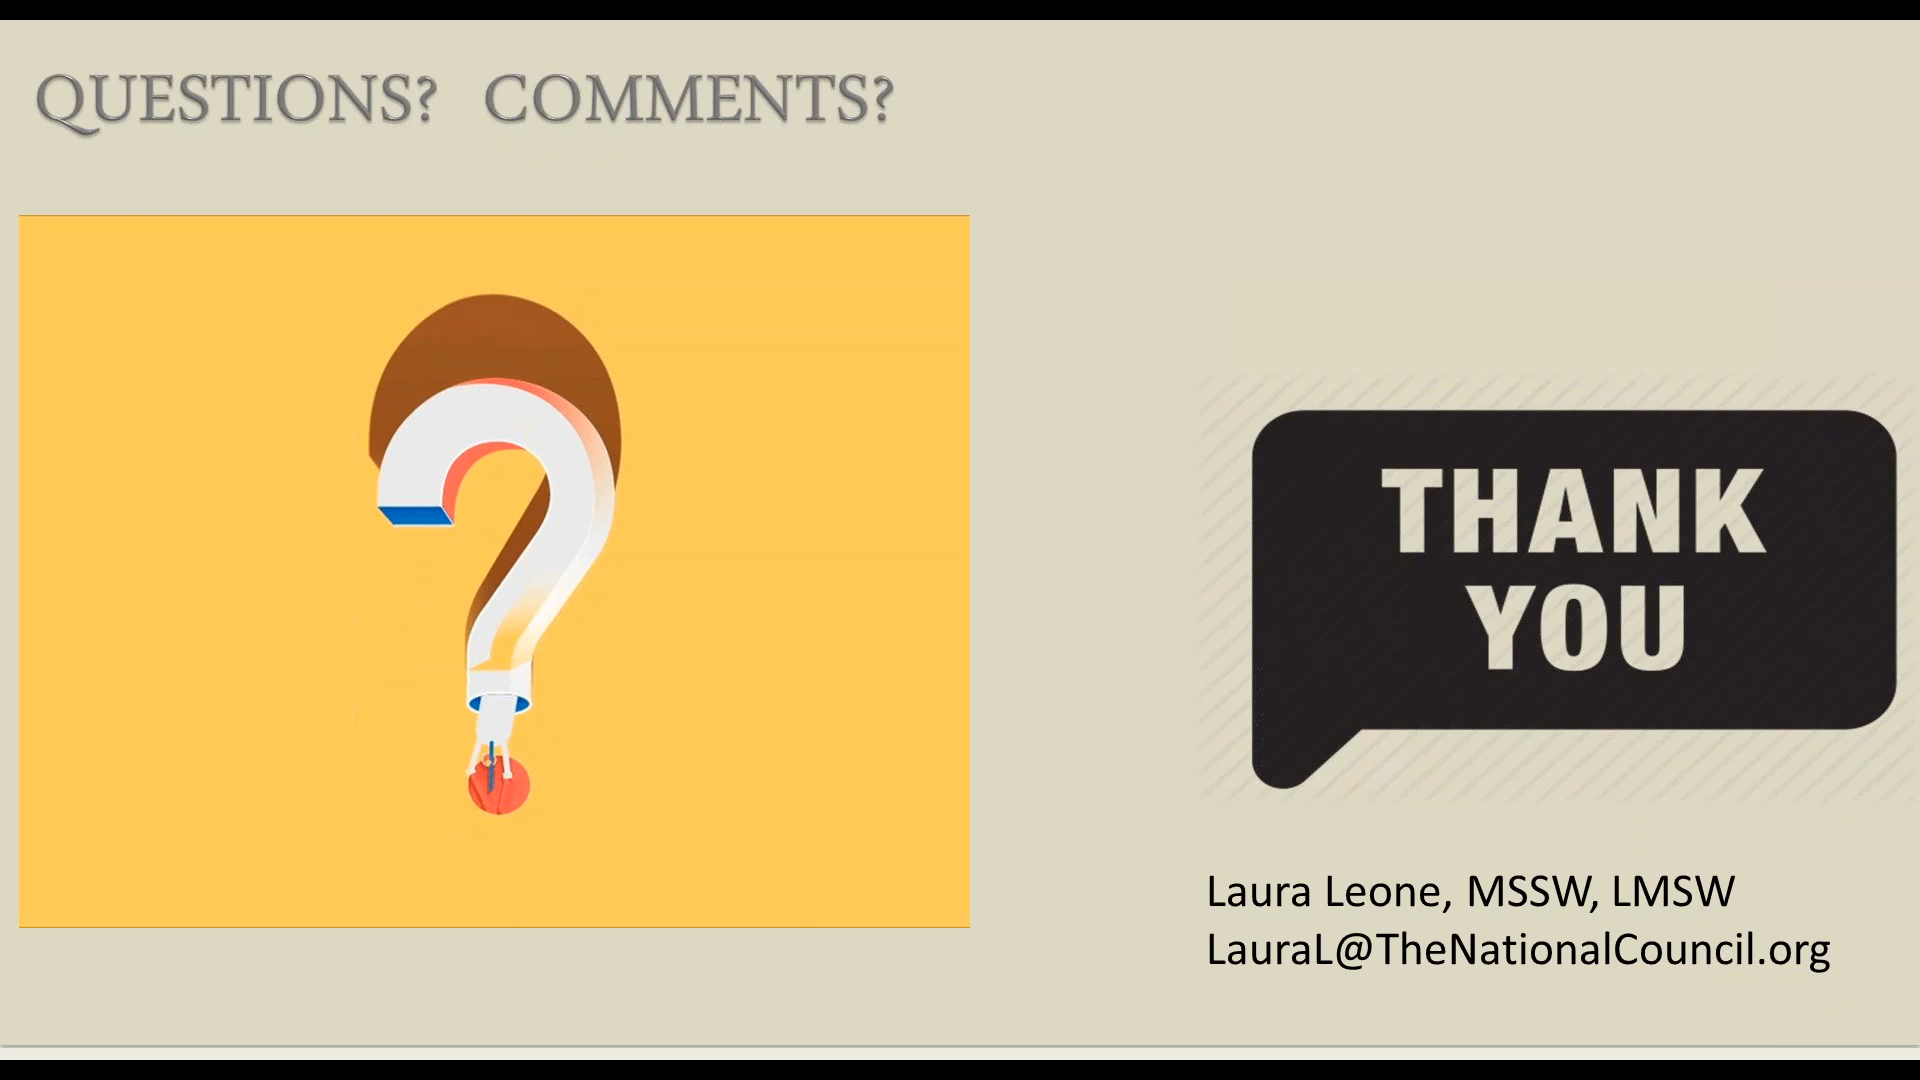 QUESTIONS? COMMENTS?
THANK
YOU
Laura Leone, MSSW, LMSW
LauraL@TheNationalCouncil.org